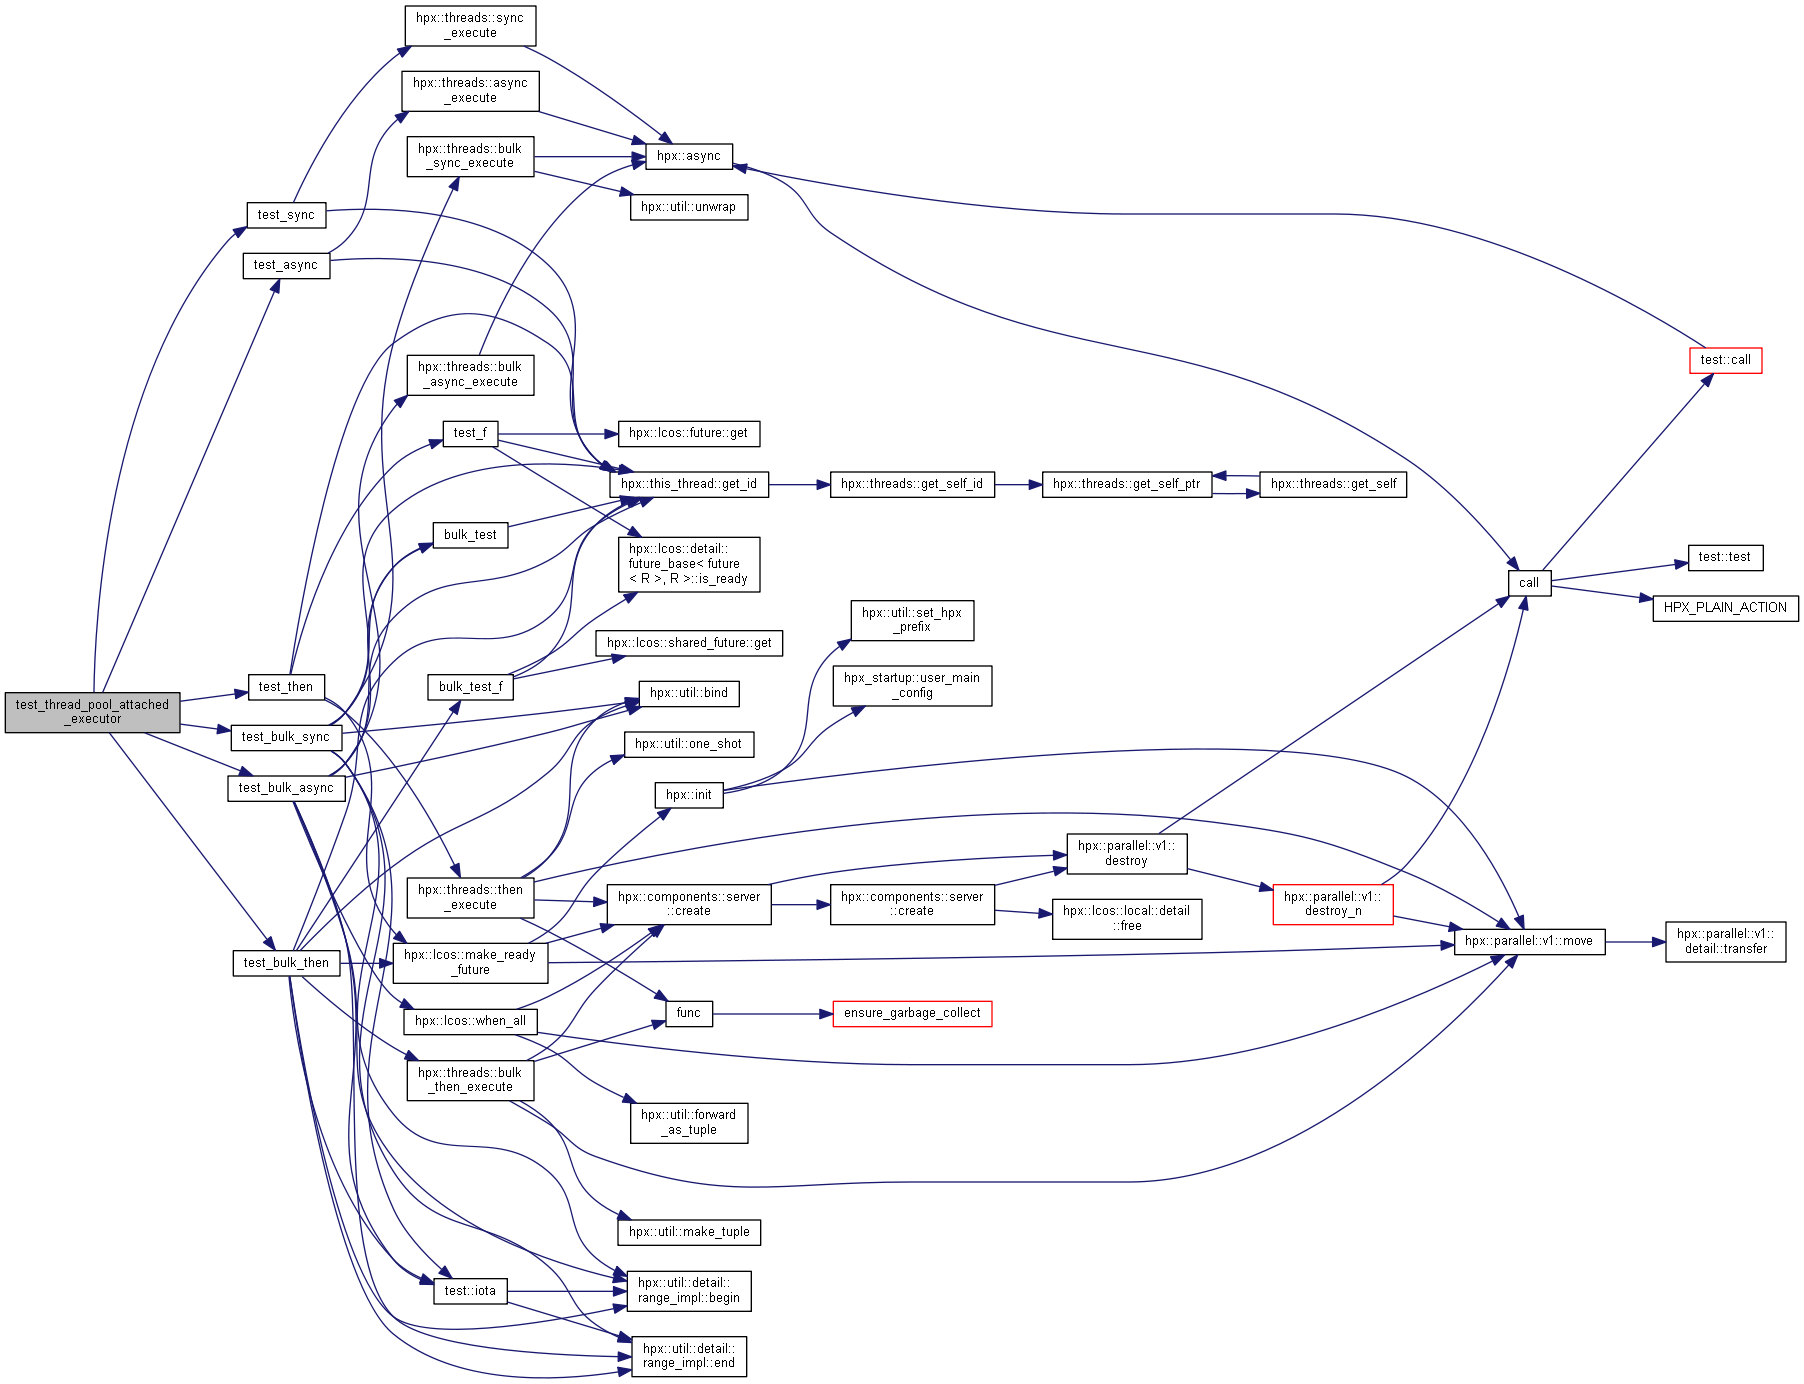 hpx::threads::sync
_execute
hpx::threads::async
_execute
hpx::threads::bulk
_sync_execute
hpx::async
hpx::util::unwrap
test_sync
test_async
test::call
hpx::threads::bulk
_async_execute
test_f
hpx::lcos::future::get
hpx::this_thread::get_id
hpx::threads::get_self_id
hpx::threads::get_self_ptr
hpx::threads::get_self
bulk_test
hpx::lcos::detail::
future_base< future
< R >, R >::is_ready
test::test
call
HPX_PLAIN_ACTION
hpx::util::set_hpx
_prefix
hpx::lcos::shared_future::get
hpx_startup::user_main
_config
test_then
bulk_test_f
hpx::util::bind
test_thread_pool_attached
_executor
test_bulk_sync
hpx::util::one_shot
test_bulk_async
hpx::init
hpx::parallel::v1::
destroy
hpx::threads::then
_execute
hpx::components::server
::create
hpx::components::server
::create
hpx::parallel::v1::
destroy_n
hpx::lcos::local::detail
::free
hpx::parallel::v1::move
hpx::parallel::v1::
detail::transfer
test_bulk_then
hpx::lcos::make_ready
_future
func
ensure_garbage_collect
hpx::lcos::when_all
hpx::threads::bulk
_then_execute
hpx::util::forward
_as_tuple
hpx::util::make_tuple
test::iota
hpx::util::detail::
range_impl::begin
hpx::util::detail::
range_impl::end